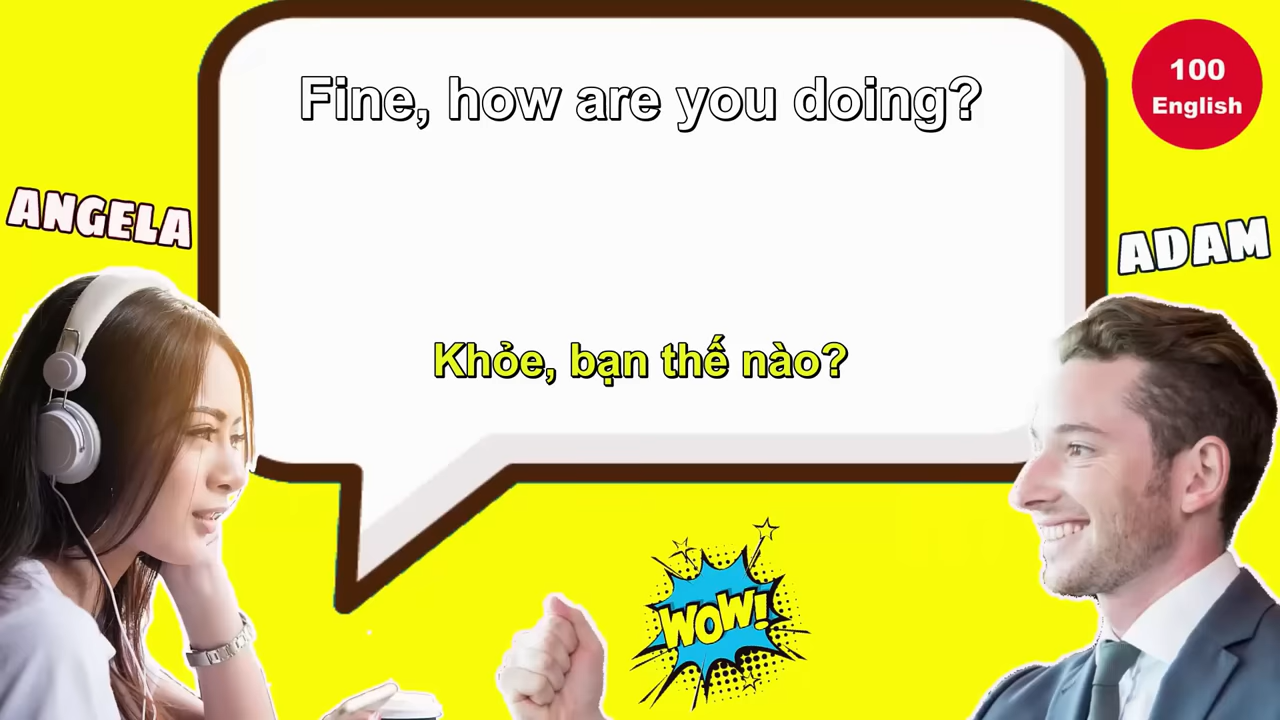 Fine, how are you doing?
100
English
ANGELA
ADAM
Khỏe, bạn thế nào?
WOW!